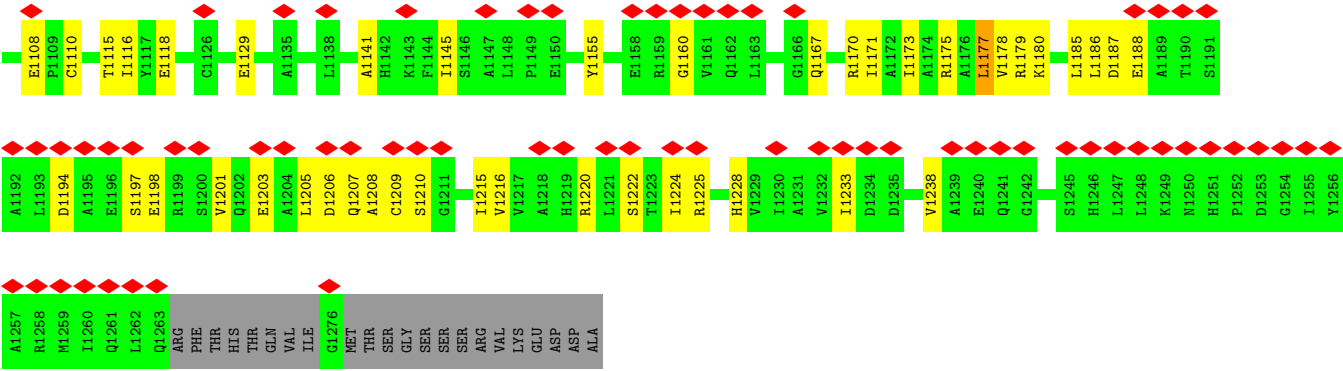 E1108 P1109 C1110 T1115 I1116 Y1117 E1118 C1126 E1129 A1135 L1138 A1141 H1142 K1143 F1144 I1145 S1146 A1147 L1148 P1149 E1150 Y1155 E1158 R1159 G1160 V1161 Q1162 L1163 G1166 Q1167 R1170 I1171 A1172 I1173 A1174 R1175 A1176 L1177 V1178 R1179 K1180 L1185 L1186 D1187 E1188 A1189 T1190 S1191
A1192 L1193 D1194 A1195 E1196 S1197 E1198 R1199 S1200 V1201 Q1202 E1203 A1204 L1205 D1206 Q1207 A1208 C1209 S1210 G1211 I1215 V1216 V1217 A1218 H1219 R1220 L1221 S1222 T1223 I1224 R1225 H1228 V1229 I1230 A1231 V1232 I1233 D1234 D1235 V1238 A1239 E1240 Q1241 G1242 S1245 H1246 L1247 L1248 K1249 N1250 H1251 P1252 D1253 G1254 I1255 Y1256
A1257 R1258 M1259 I1260 Q1261 L1262 Q1263 ARG PHE THR HIS THR GLN VAL ILE G1276 MET THR SER GLY SER SER SER ARG VAL LYS GLU ASP ASP ALA